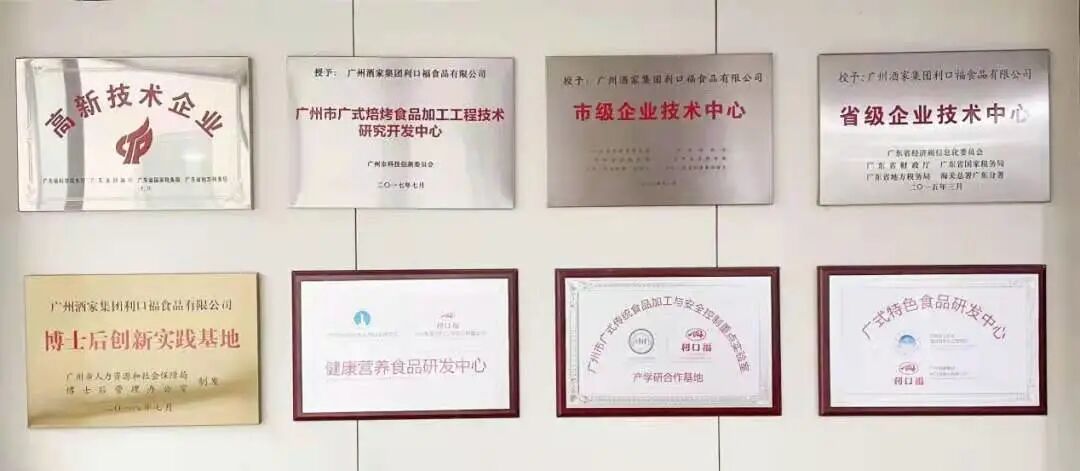 高新技术企业
授予：广州酒家集团利口福食品有限公司
广州市广式焙烤食品加工工程技术
研究开发中心
广州市科技创新委员会
二〇一七年七月
授予：广州酒家集团利口福食品有限公司
市级企业技术中心
授予：广州酒家集团利口福食品有限公司
省级企业技术中心
广东省经济和信息化委员会
广东省财政厅 广东省国家税务局
广东省地方税务局 海关总署广东分署
二〇一五年三月
广州酒家集团利口福食品有限公司
博士后创新实践基地
广州市人力资源和社会保障局
博士后管理办公室 制发
利口福
健康营养食品研发中心
广州市广式传统食品加工与安全控制重点实验室
利口福
产学研合作基地
广式特色食品研发中心
利口福